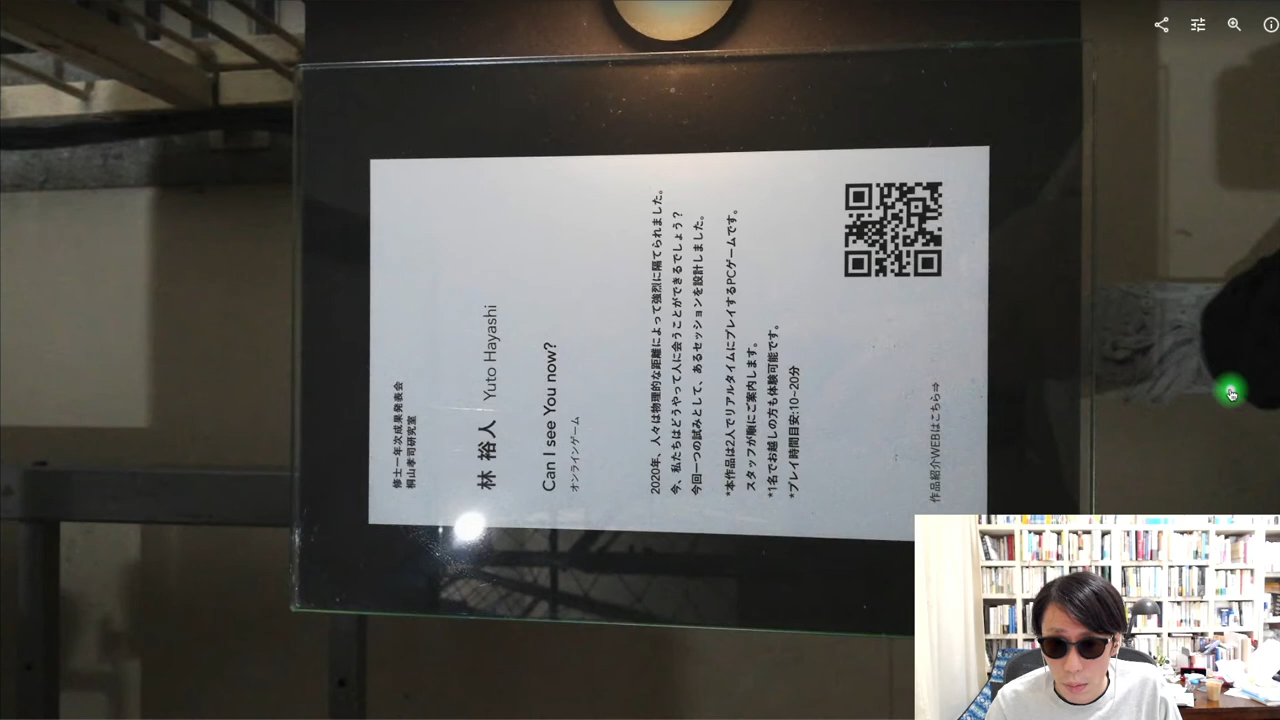 修士一年次成果発表会
桐山孝司研究室
林 裕人 Yuto Hayashi
Can I see You now?
オンラインゲーム
2020年、人々は物理的な距離によって強烈に隔てられました。
今、私たちはどうやって人に会うことができるでしょう？
今回一つの試みとして、あるセッションを設計しました。
*本作品は2人でリアルタイムにプレイするPCゲームです。
スタッフが順にご案内します。
*1名でお越しの方も体験可能です。
*プレイ時間目安:10~20分
作品紹介WEBはこちら⇨